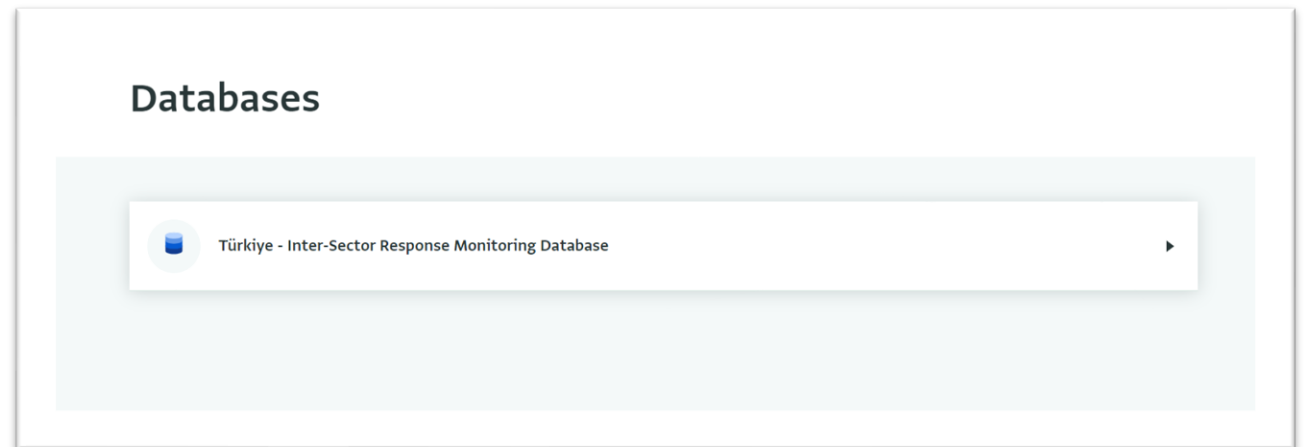 Databases
Türkiye - Inter-Sector Response Monitoring Database